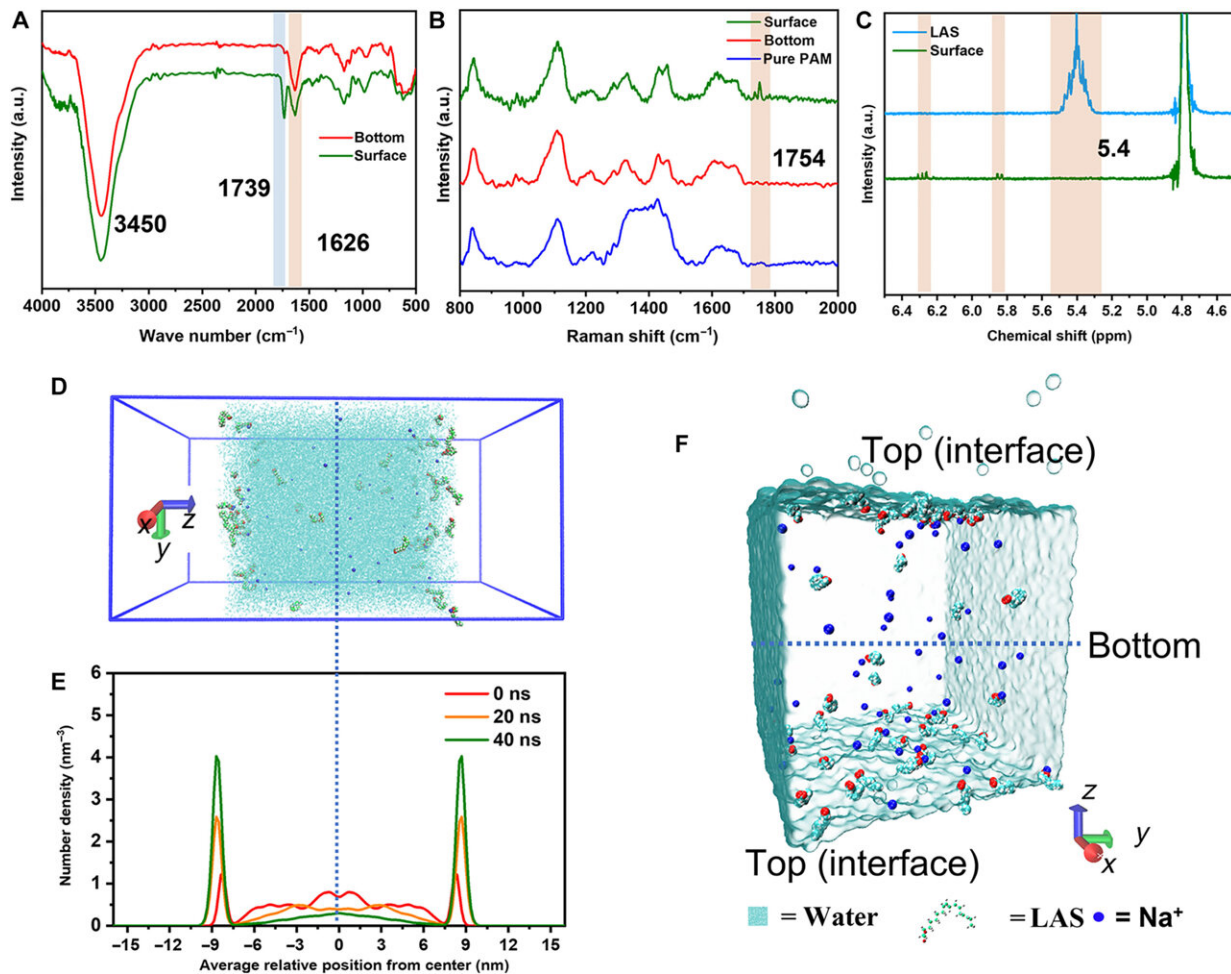 A
Intensity (a.u.)
3450
1739
1626
Bottom
Surface
4000 3500 3000 2500 2000 1500 1000 500
Wave number (cm⁻¹)
B
Intensity (a.u.)
Surface
Bottom
Pure PAM
1754
800 1000 1200 1400 1600 1800 2000
Raman shift (cm⁻¹)
C
Intensity (a.u.)
LAS
Surface
5.4
6.4 6.2 6.0 5.8 5.6 5.4 5.2 5.0 4.8 4.6
Chemical shift (ppm)
D
x
y
z
E
Number density (nm⁻³)
6
5
4
3
2
1
0
0 ns
20 ns
40 ns
−15 −12 −9 −6 −3 0 3 6 9 12 15
Average relative position from center (nm)
F
Top (interface)
Bottom
Top (interface)
z
y
x
= Water
= LAS
= Na⁺